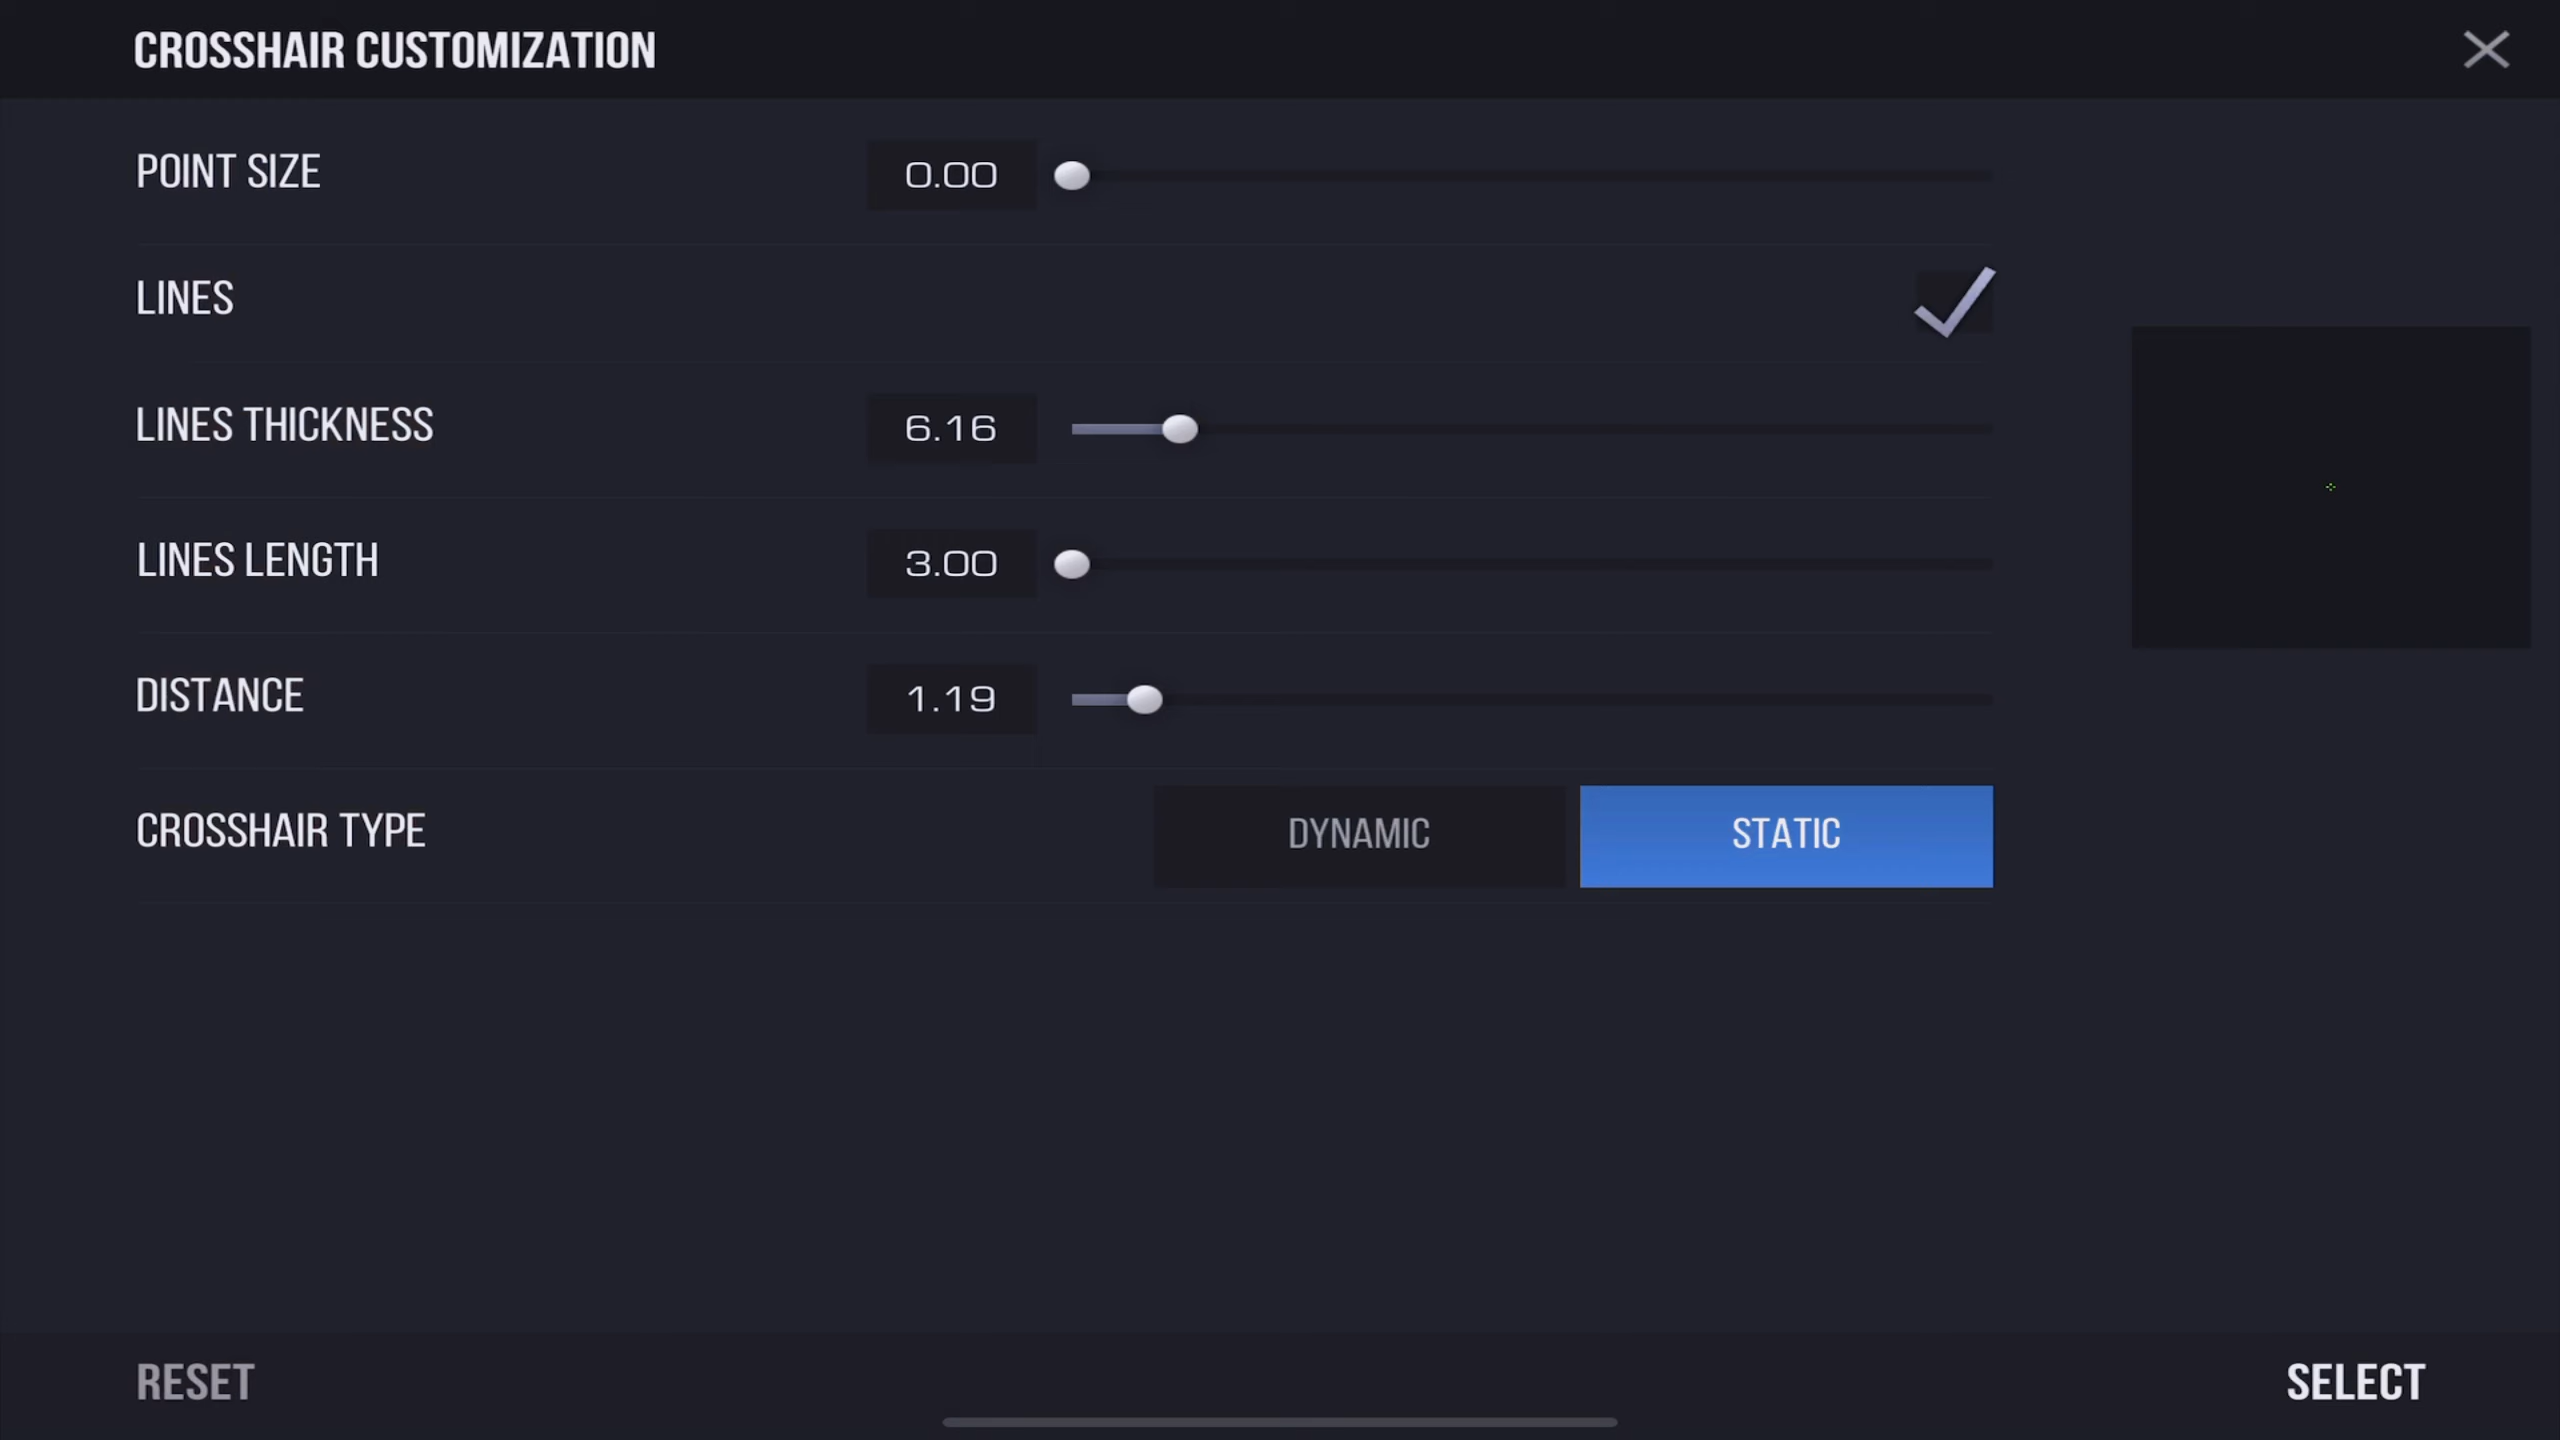 CROSSHAIR CUSTOMIZATION
POINT SIZE 0.00
LINES
LINES THICKNESS 6.16
LINES LENGTH 3.00
DISTANCE 1.19
CROSSHAIR TYPE DYNAMIC STATIC
RESET SELECT